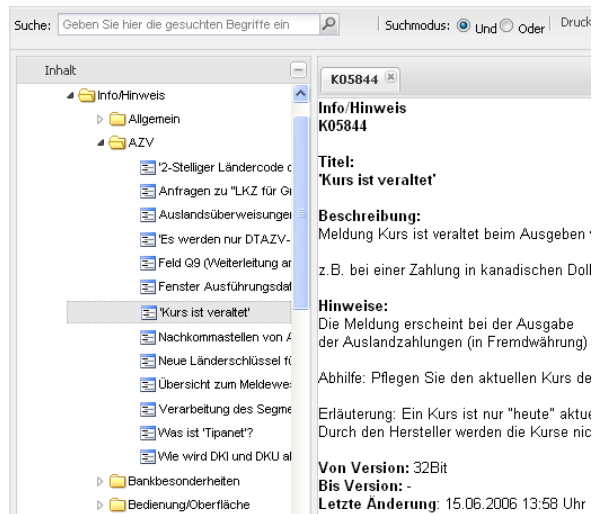 Suche: Geben Sie hier die gesuchten Begriffe ein Suchmodus: Und Oder Druck
Inhalt
Info/Hinweis
Allgemein
AZV
'2-Stelliger Ländercode
Anfragen zu "LKZ für
Auslandsüberweisungen
'Es werden nur DTAZV-
Feld Q9 (Weiterleitung
Fenster Ausführungsdat
'Kurs ist veraltet'
Nachkommastellen von
Neue Länderschlüssel
Übersicht zum Meldewe
Verarbeitung des Segme
Was ist 'Tipanet'?
Wie wird DKI und DKU
Bankbesonderheiten
Bedienung/Oberfläche
K05844
Info/Hinweis
K05844
Titel:
'Kurs ist veraltet'
Beschreibung:
Meldung Kurs ist veraltet beim Ausgeben
z.B. bei einer Zahlung in kanadischen Doll
Hinweise:
Die Meldung erscheint bei der Ausgabe
der Auslandzahlungen (in Fremdwährung)
Abhilfe: Pflegen Sie den aktuellen Kurs de
Erläuterung: Ein Kurs ist nur "heute" aktue
Durch den Hersteller werden die Kurse nic
Von Version: 32Bit
Bis Version: -
Letzte Änderung: 15.06.2006 13:58 Uhr